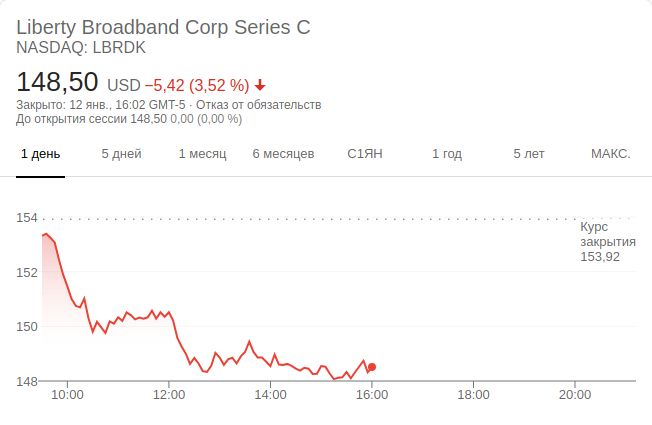 Liberty Broadband Corp Series C
NASDAQ: LBRDK
148,50 USD −5,42 (3,52 %)
Закрыто: 12 янв., 16:02 GMT-5 · Отказ от обязательств
До открытия сессии 148,50 0,00 (0,00 %)
1 день 5 дней 1 месяц 6 месяцев С1ЯН 1 год 5 лет МАКС.
154
Курс
закрытия
153,92
152
150
148
10:00 12:00 14:00 16:00 18:00 20:00